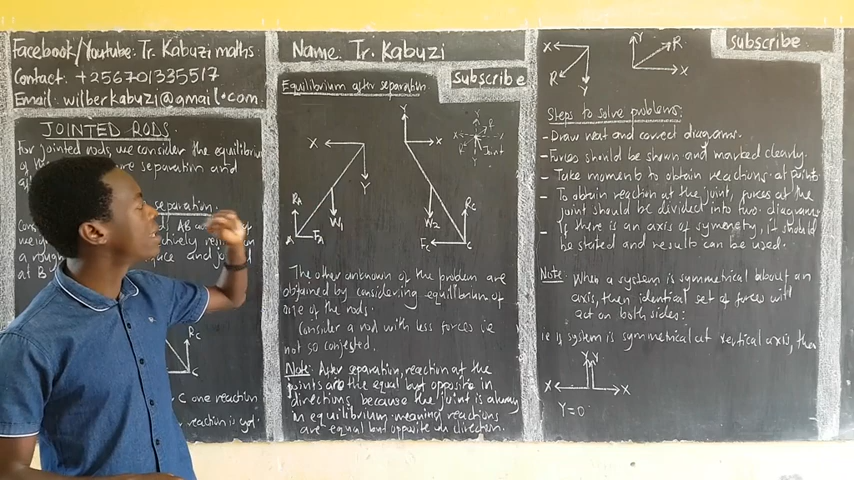 Facebook/Youtube: Tr. Kabuzi maths.
Contact: +256701335517
Email: wilberkabuzi@gmail.com
JOINTED RODS
For jointed rods, we consider the equilibrium
of separation and
separation:
AB
respectively rest on
a rough and
at B
Rc
C
C one reaction
reaction is
Name: Tr. Kabuzi
subscribe
Equilibrium after separation
Y
X
X
Y
X R X
R
Y Joint
RA
W1
A FA
Rc
W2
Fc C
The other unknown of the problem are
obtained by considering equilibrium of
one of the rods.
Consider a rod with less forces i.e
not so conjested.
Note: After separation, reaction at the
joints are the equal but opposite in
directions, because the joint is always
in equilibrium meaning reactions
are equal but opposite in direction.
subscribe
X
R
Y
Y
R
X
Steps to solve problems:
- Draw neat and correct diagrams.
- Forces should be shown and marked clearly.
- Take moments to obtain reactions at points
- To obtain reaction at the joint, forces at the
joint should be divided into two diagrams
- If there is an axis of symmetry, it should
be stated and results can be used.
Note: When a system is symmetrical about an
axis, then identical set of forces will
act on both sides:
i.e if system is symmetrical at vertical axis, then
Y Y
X X
Y=0